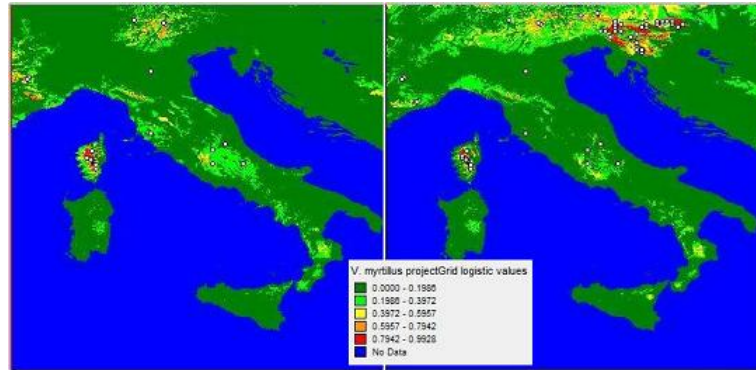 V. myrtillus projectGrid logistic values
0.0000 - 0.1986
0.1986 - 0.3972
0.3972 - 0.5957
0.5957 - 0.7942
0.7942 - 0.9928
No Data